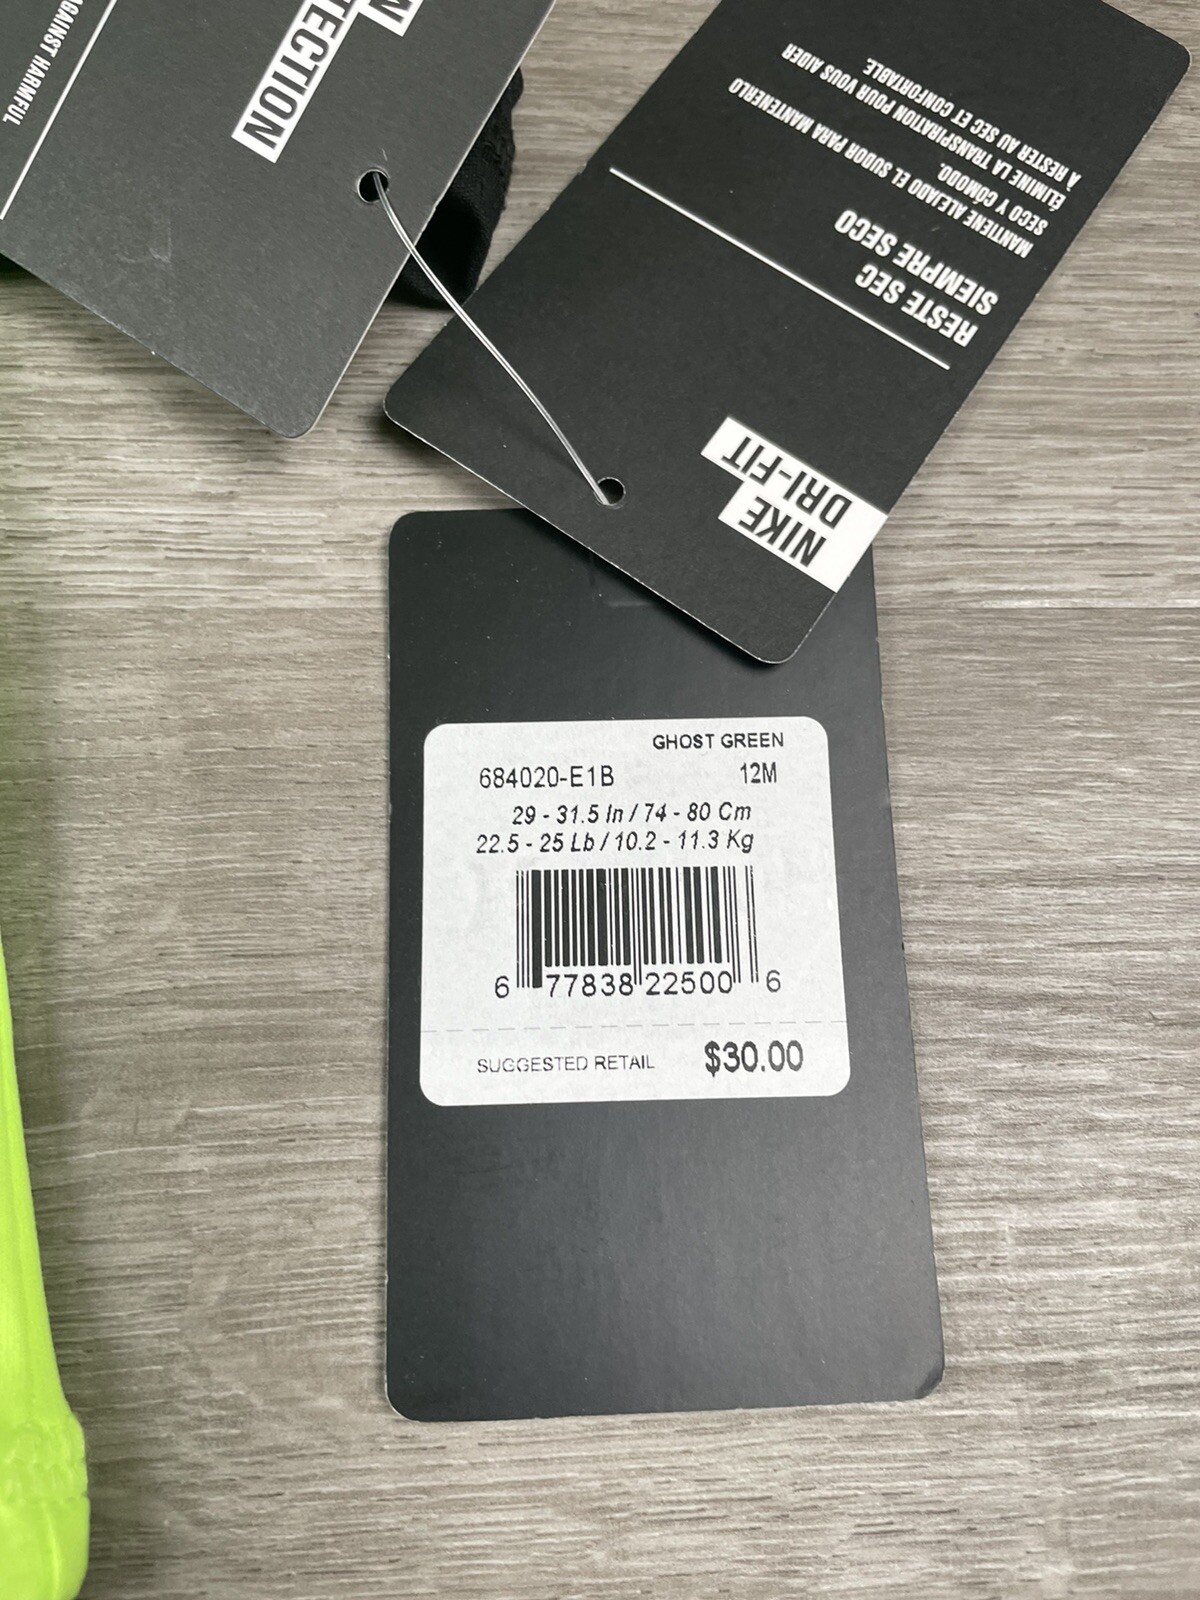 N
TECTION
AGAINST HARMFUL
NIKE
DRI-FIT
RESTE SEC
SIEMPRE SECO
MANTIENE ALEJADO EL SUDOR PARA MANTENERLO
SECO Y CÓMODO.
ÉLIMINE LA TRANSPIRATION POUR VOUS AIDER
À RESTER AU SEC ET CONFORTABLE.
GHOST GREEN
684020-E1B 12M
29 - 31.5 In / 74 - 80 Cm
22.5 - 25 Lb / 10.2 - 11.3 Kg
6 77838 22500 6
SUGGESTED RETAIL $30.00